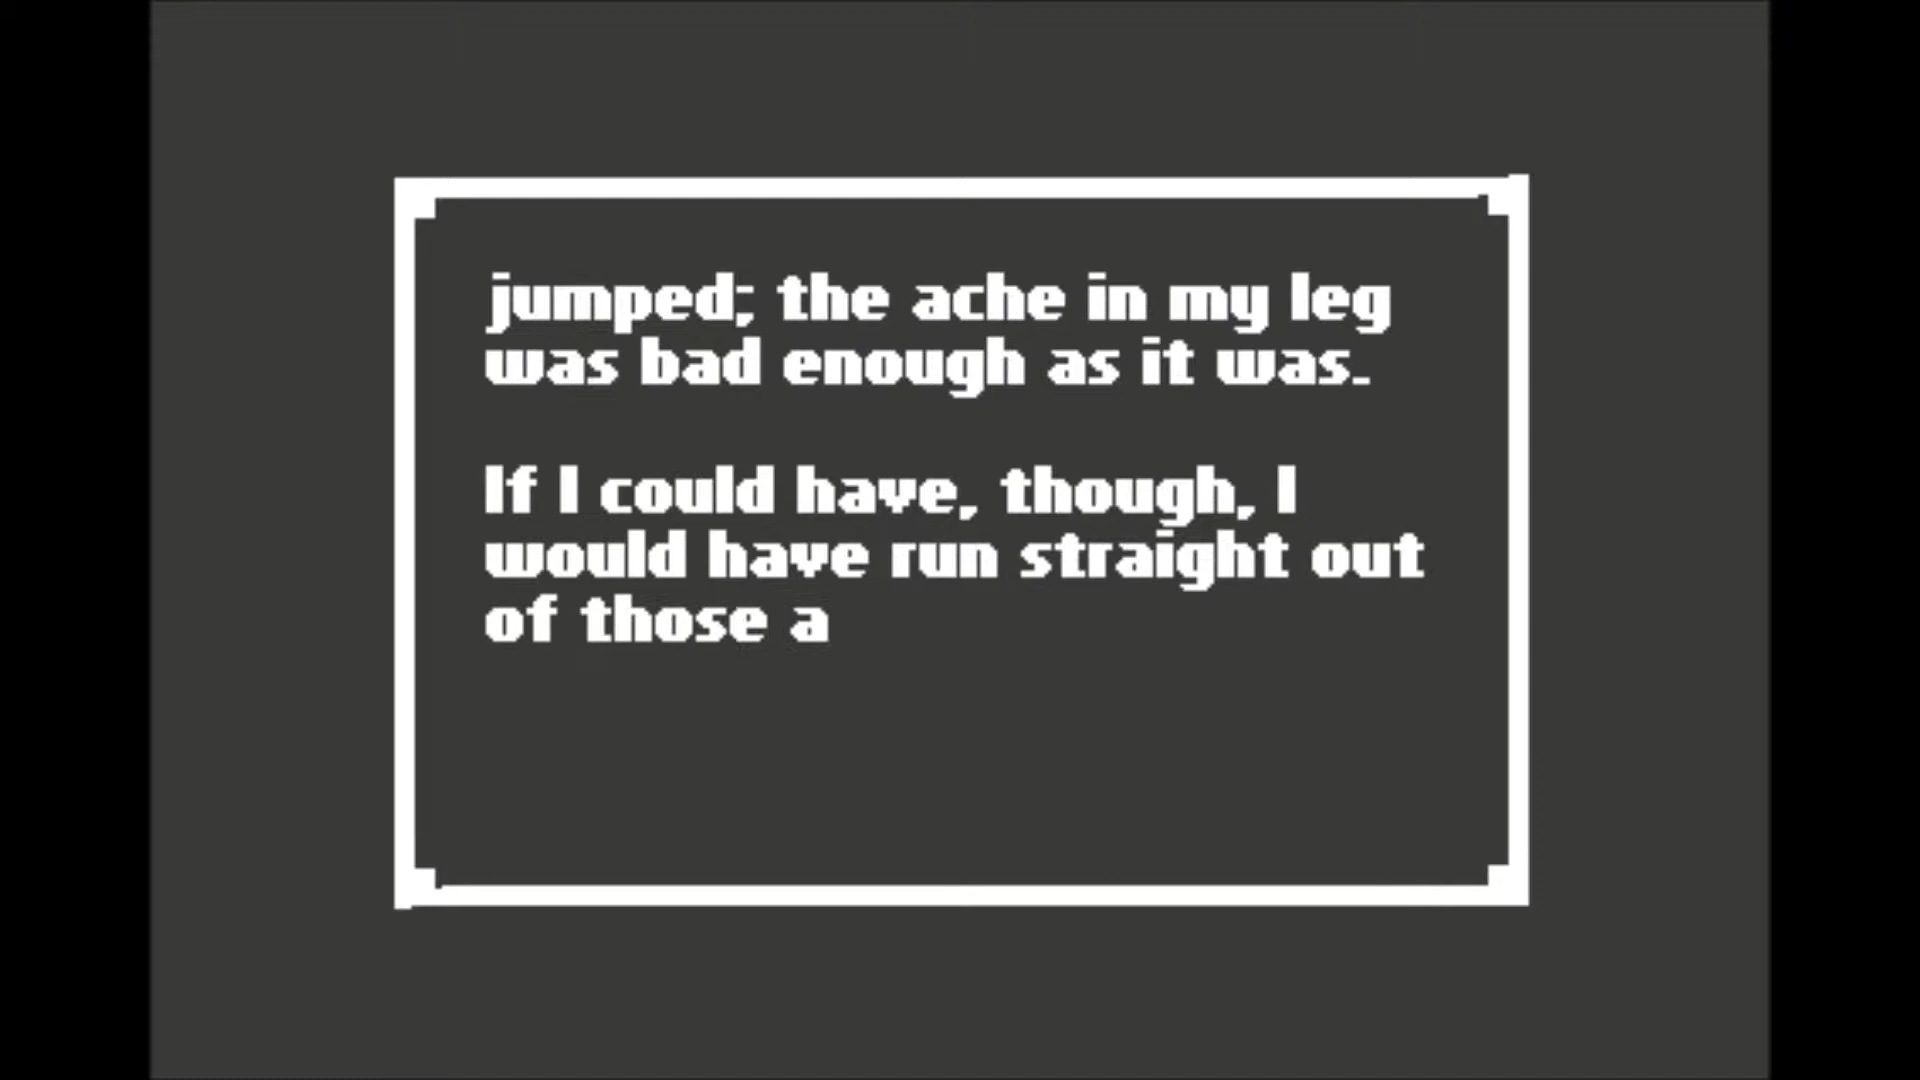 jumped; the ache in my leg
was bad enough as it was.
If I could have, though, I
would have run straight out
of those a